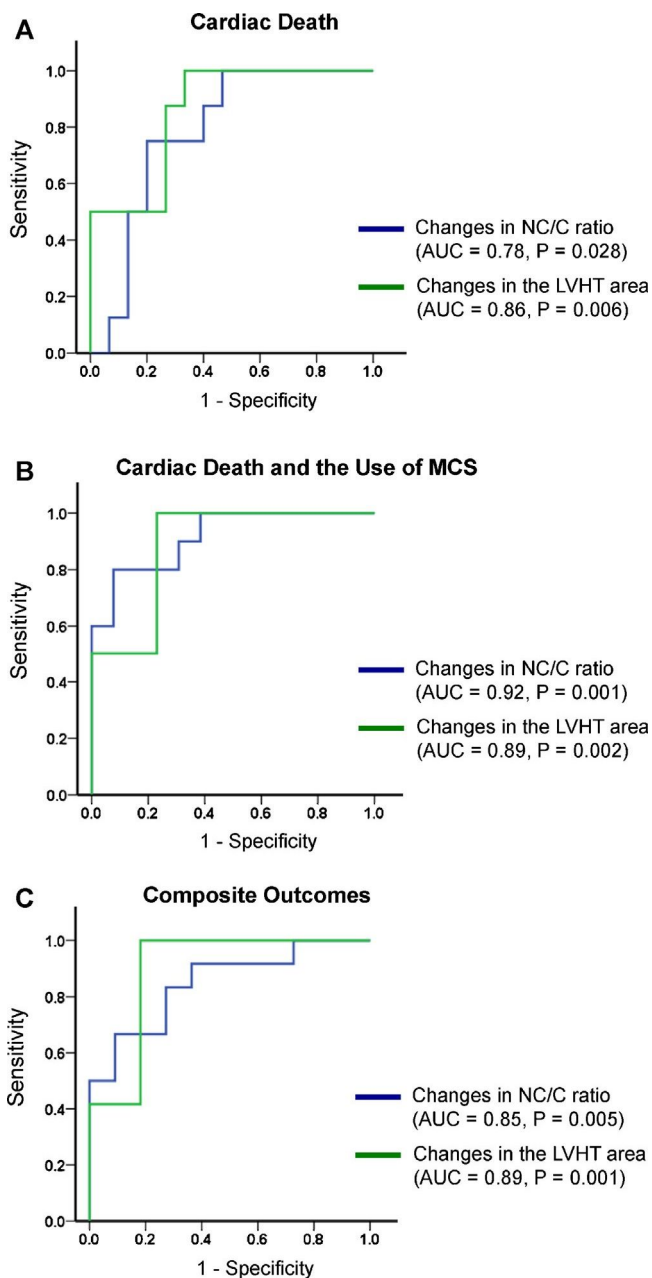 A
Cardiac Death
1.0
0.8
0.6
0.4
0.2
0.0
Sensitivity
0.0 0.2 0.4 0.6 0.8 1.0
1 - Specificity
Changes in NC/C ratio
(AUC = 0.78, P = 0.028)
Changes in the LVHT area
(AUC = 0.86, P = 0.006)
B
Cardiac Death and the Use of MCS
1.0
0.8
0.6
0.4
0.2
0.0
Sensitivity
0.0 0.2 0.4 0.6 0.8 1.0
1 - Specificity
Changes in NC/C ratio
(AUC = 0.92, P = 0.001)
Changes in the LVHT area
(AUC = 0.89, P = 0.002)
C
Composite Outcomes
1.0
0.8
0.6
0.4
0.2
0.0
Sensitivity
0.0 0.2 0.4 0.6 0.8 1.0
1 - Specificity
Changes in NC/C ratio
(AUC = 0.85, P = 0.005)
Changes in the LVHT area
(AUC = 0.89, P = 0.001)